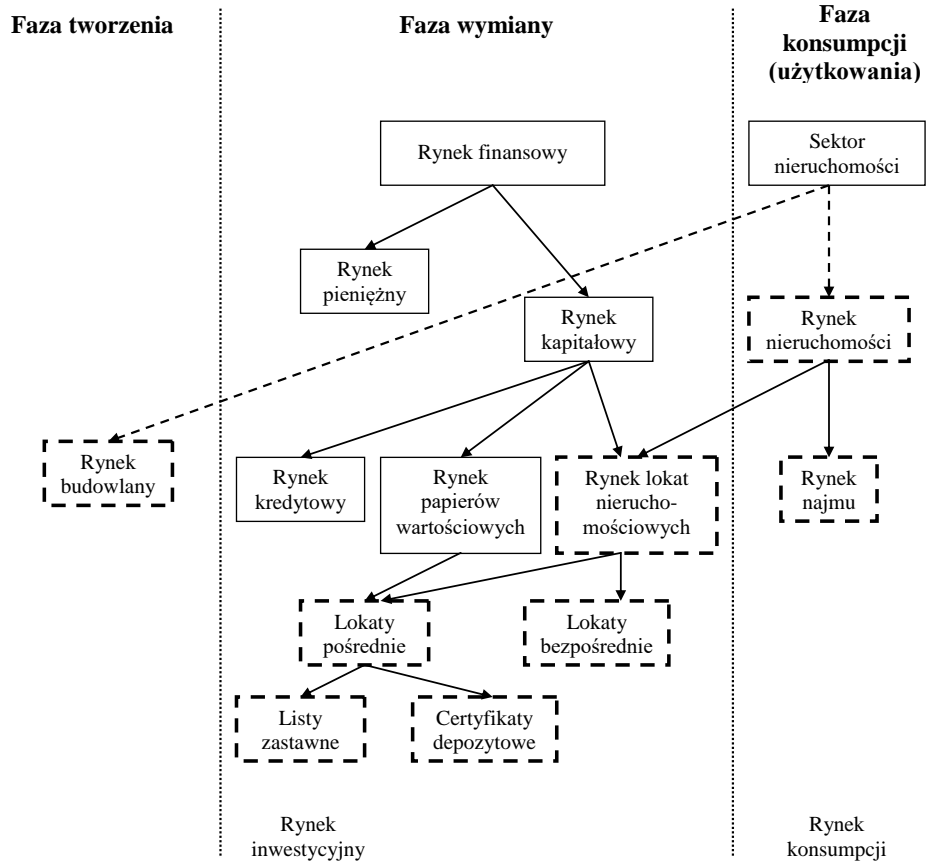 Faza tworzenia
Faza wymiany
Faza
konsumpcji
(użytkowania)
Rynek finansowy
Sektor
nieruchomości
Rynek
pieniężny
Rynek
kapitałowy
Rynek
nieruchomości
Rynek
budowlany
Rynek
kredytowy
Rynek
papierów
wartościowych
Rynek lokat
nierucho-
mościowych
Rynek
najmu
Lokaty
pośrednie
Lokaty
bezpośrednie
Listy
zastawne
Certyfikaty
depozytowe
Rynek
inwestycyjny
Rynek
konsumpcji